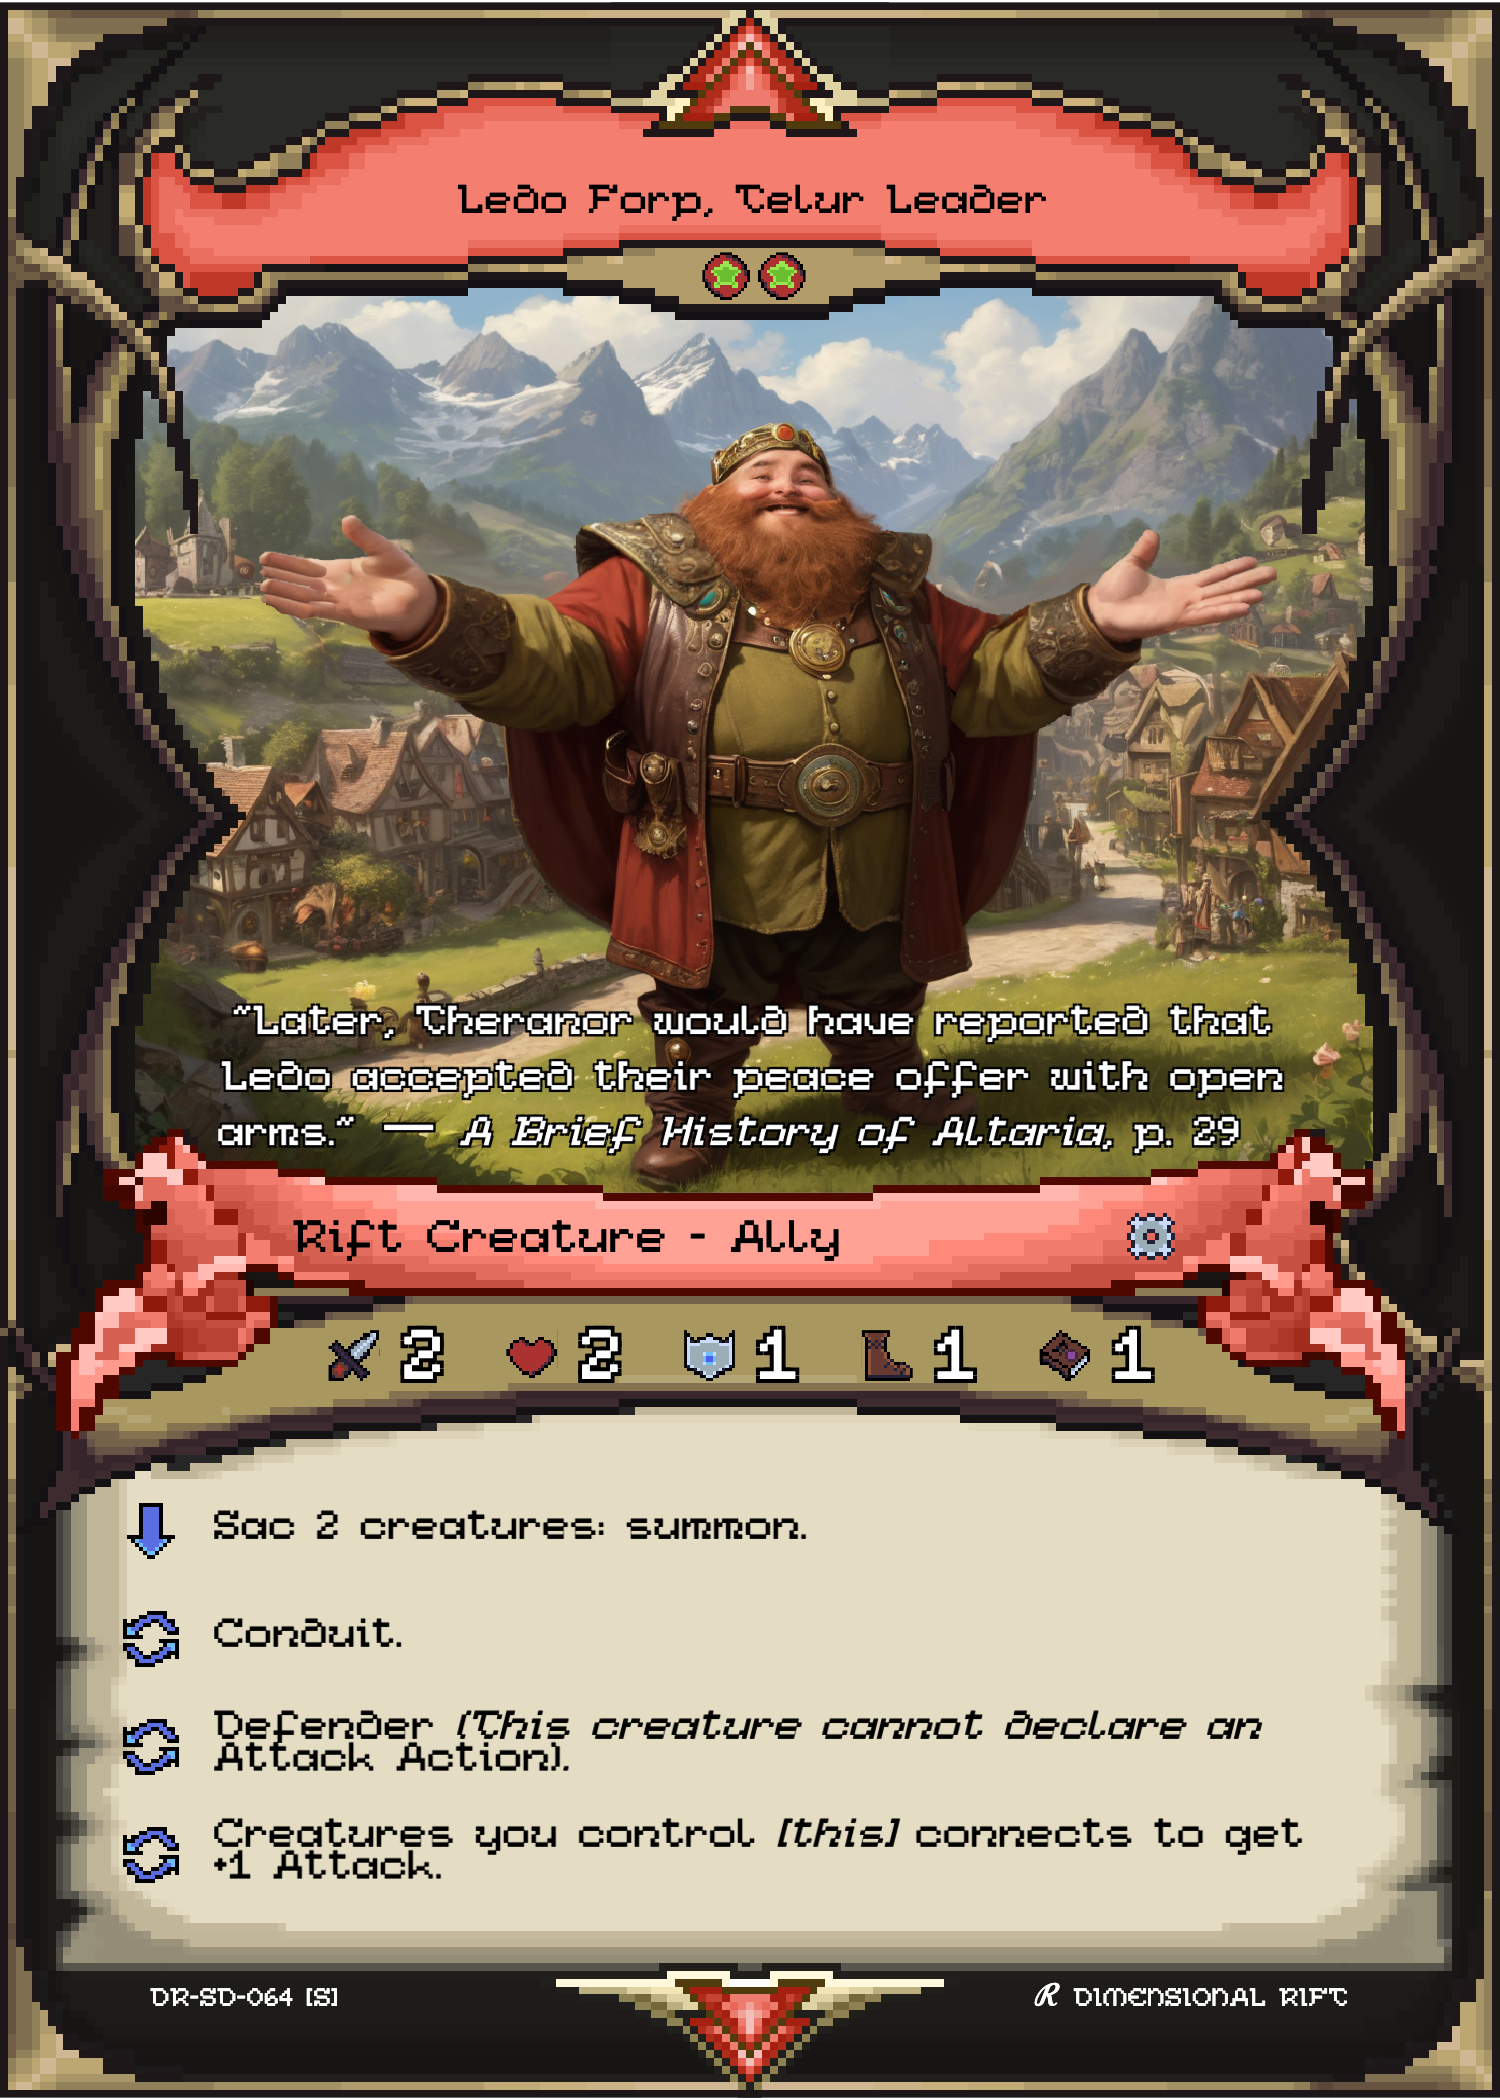 Ledo Forp, Telur Leader
"Later, Theranor would have reported that
Ledo accepted their peace offer with open
arms." — A Brief History of Altaria, p. 29
Rift Creature - Ally
2 2 1 1 1
Sac 2 creatures: summon.
Conduit.
Defender (This creature cannot declare an
Attack Action).
Creatures you control [this] connects to get
+1 Attack.
DR-SD-064 [S]
R DIMENSIONAL RIFT